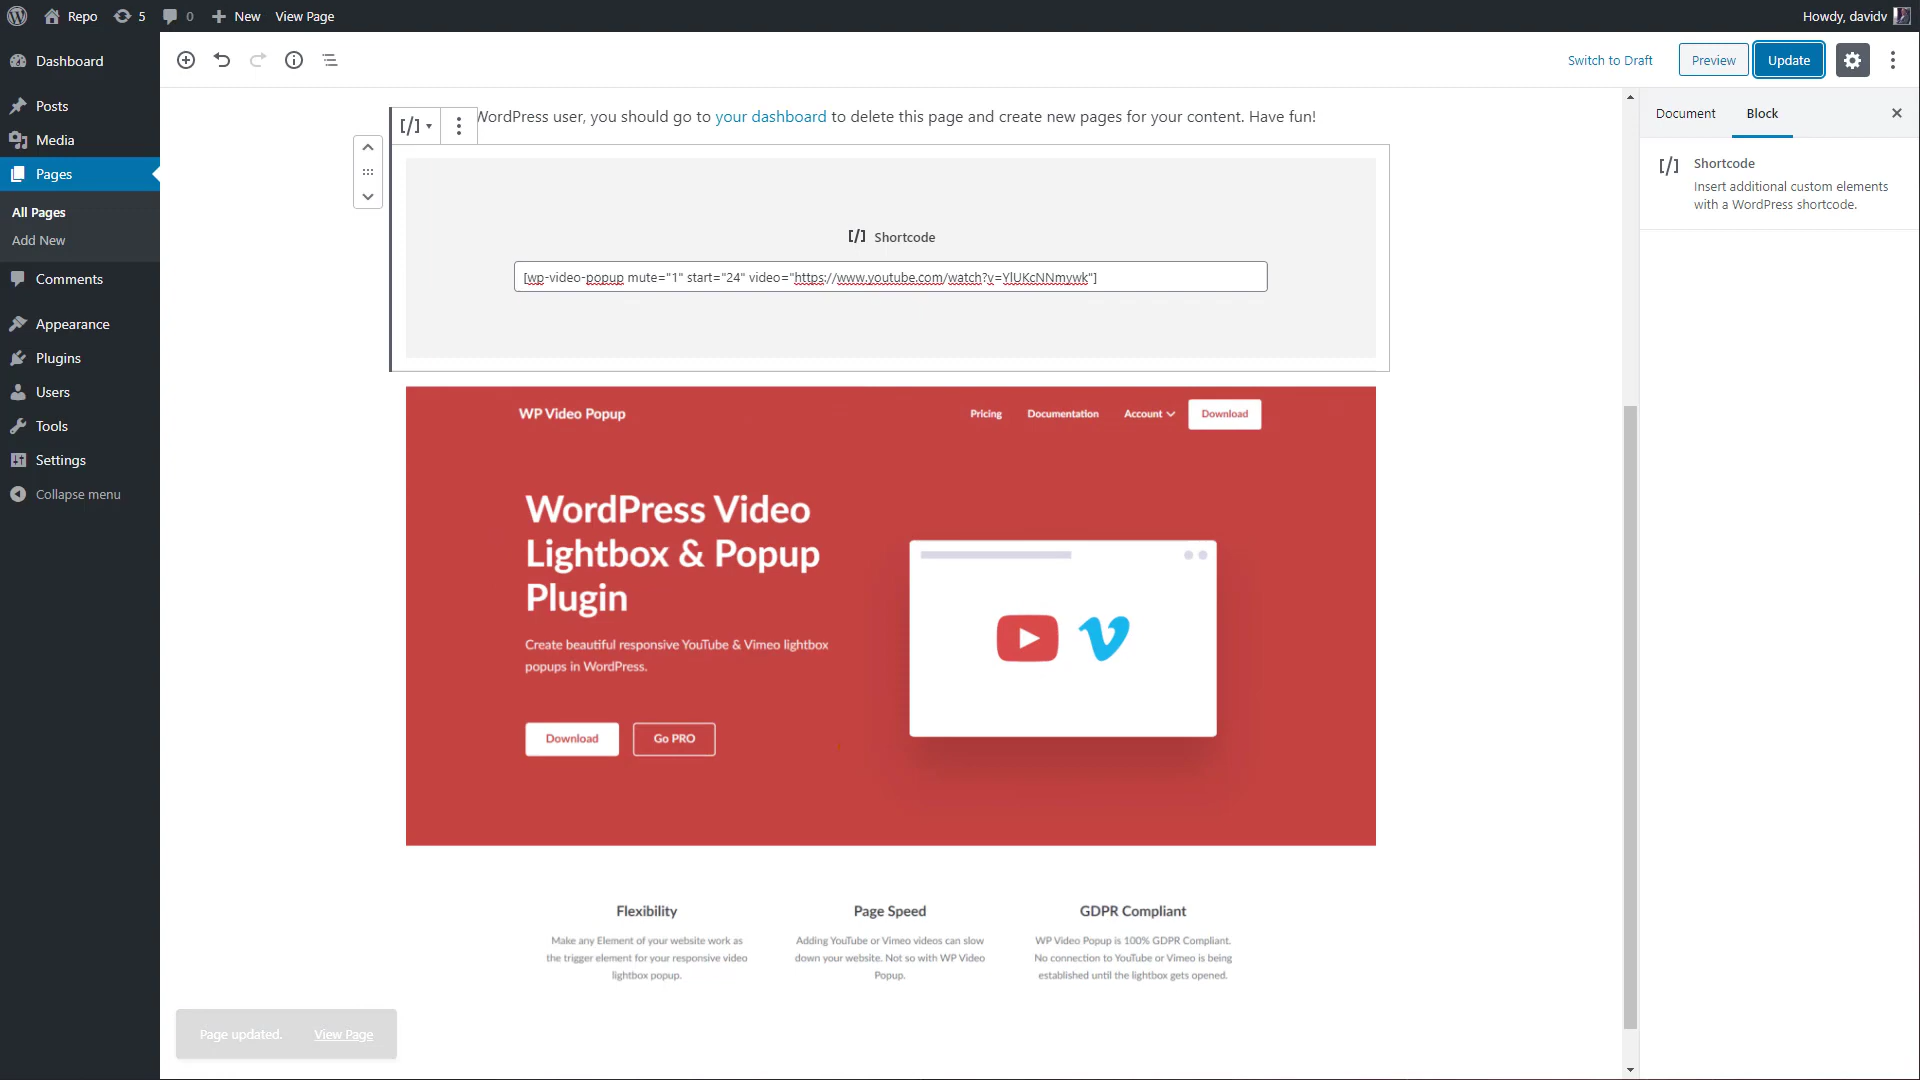 Repo 5 0 New View Page Howdy, davidv
Dashboard
Posts
Media
Pages
All Pages
Add New
Comments
Appearance
Plugins
Users
Tools
Settings
Collapse menu
Switch to Draft Preview Update
WordPress user, you should go to your dashboard to delete this page and create new pages for your content. Have fun!
[/] Shortcode
[wp-video-popup mute="1" start="24" video="https://www.youtube.com/watch?v=YlUKcNNmywk"]
WP Video Popup Pricing Documentation Account Download
WordPress Video
Lightbox & Popup
Plugin
Create beautiful responsive YouTube & Vimeo lightbox
popups in WordPress.
Download Go PRO
Flexibility
Make any Element of your website work as
the trigger element for your responsive video
lightbox popup.
Page Speed
Adding YouTube or Vimeo videos can slow
down your website. Not so with WP Video
Popup.
GDPR Compliant
WP Video Popup is 100% GDPR Compliant.
No connection to YouTube or Vimeo is being
established until the lightbox gets opened.
Page updated. View Page
Document Block
[/] Shortcode
Insert additional custom elements
with a WordPress shortcode.